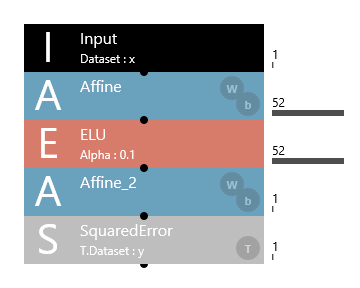 I Input 1
Dataset : x
A Affine W b 52
E ELU 52
Alpha : 0.1
A Affine_2 W b 1
S SquaredError 1
T.Dataset : y T